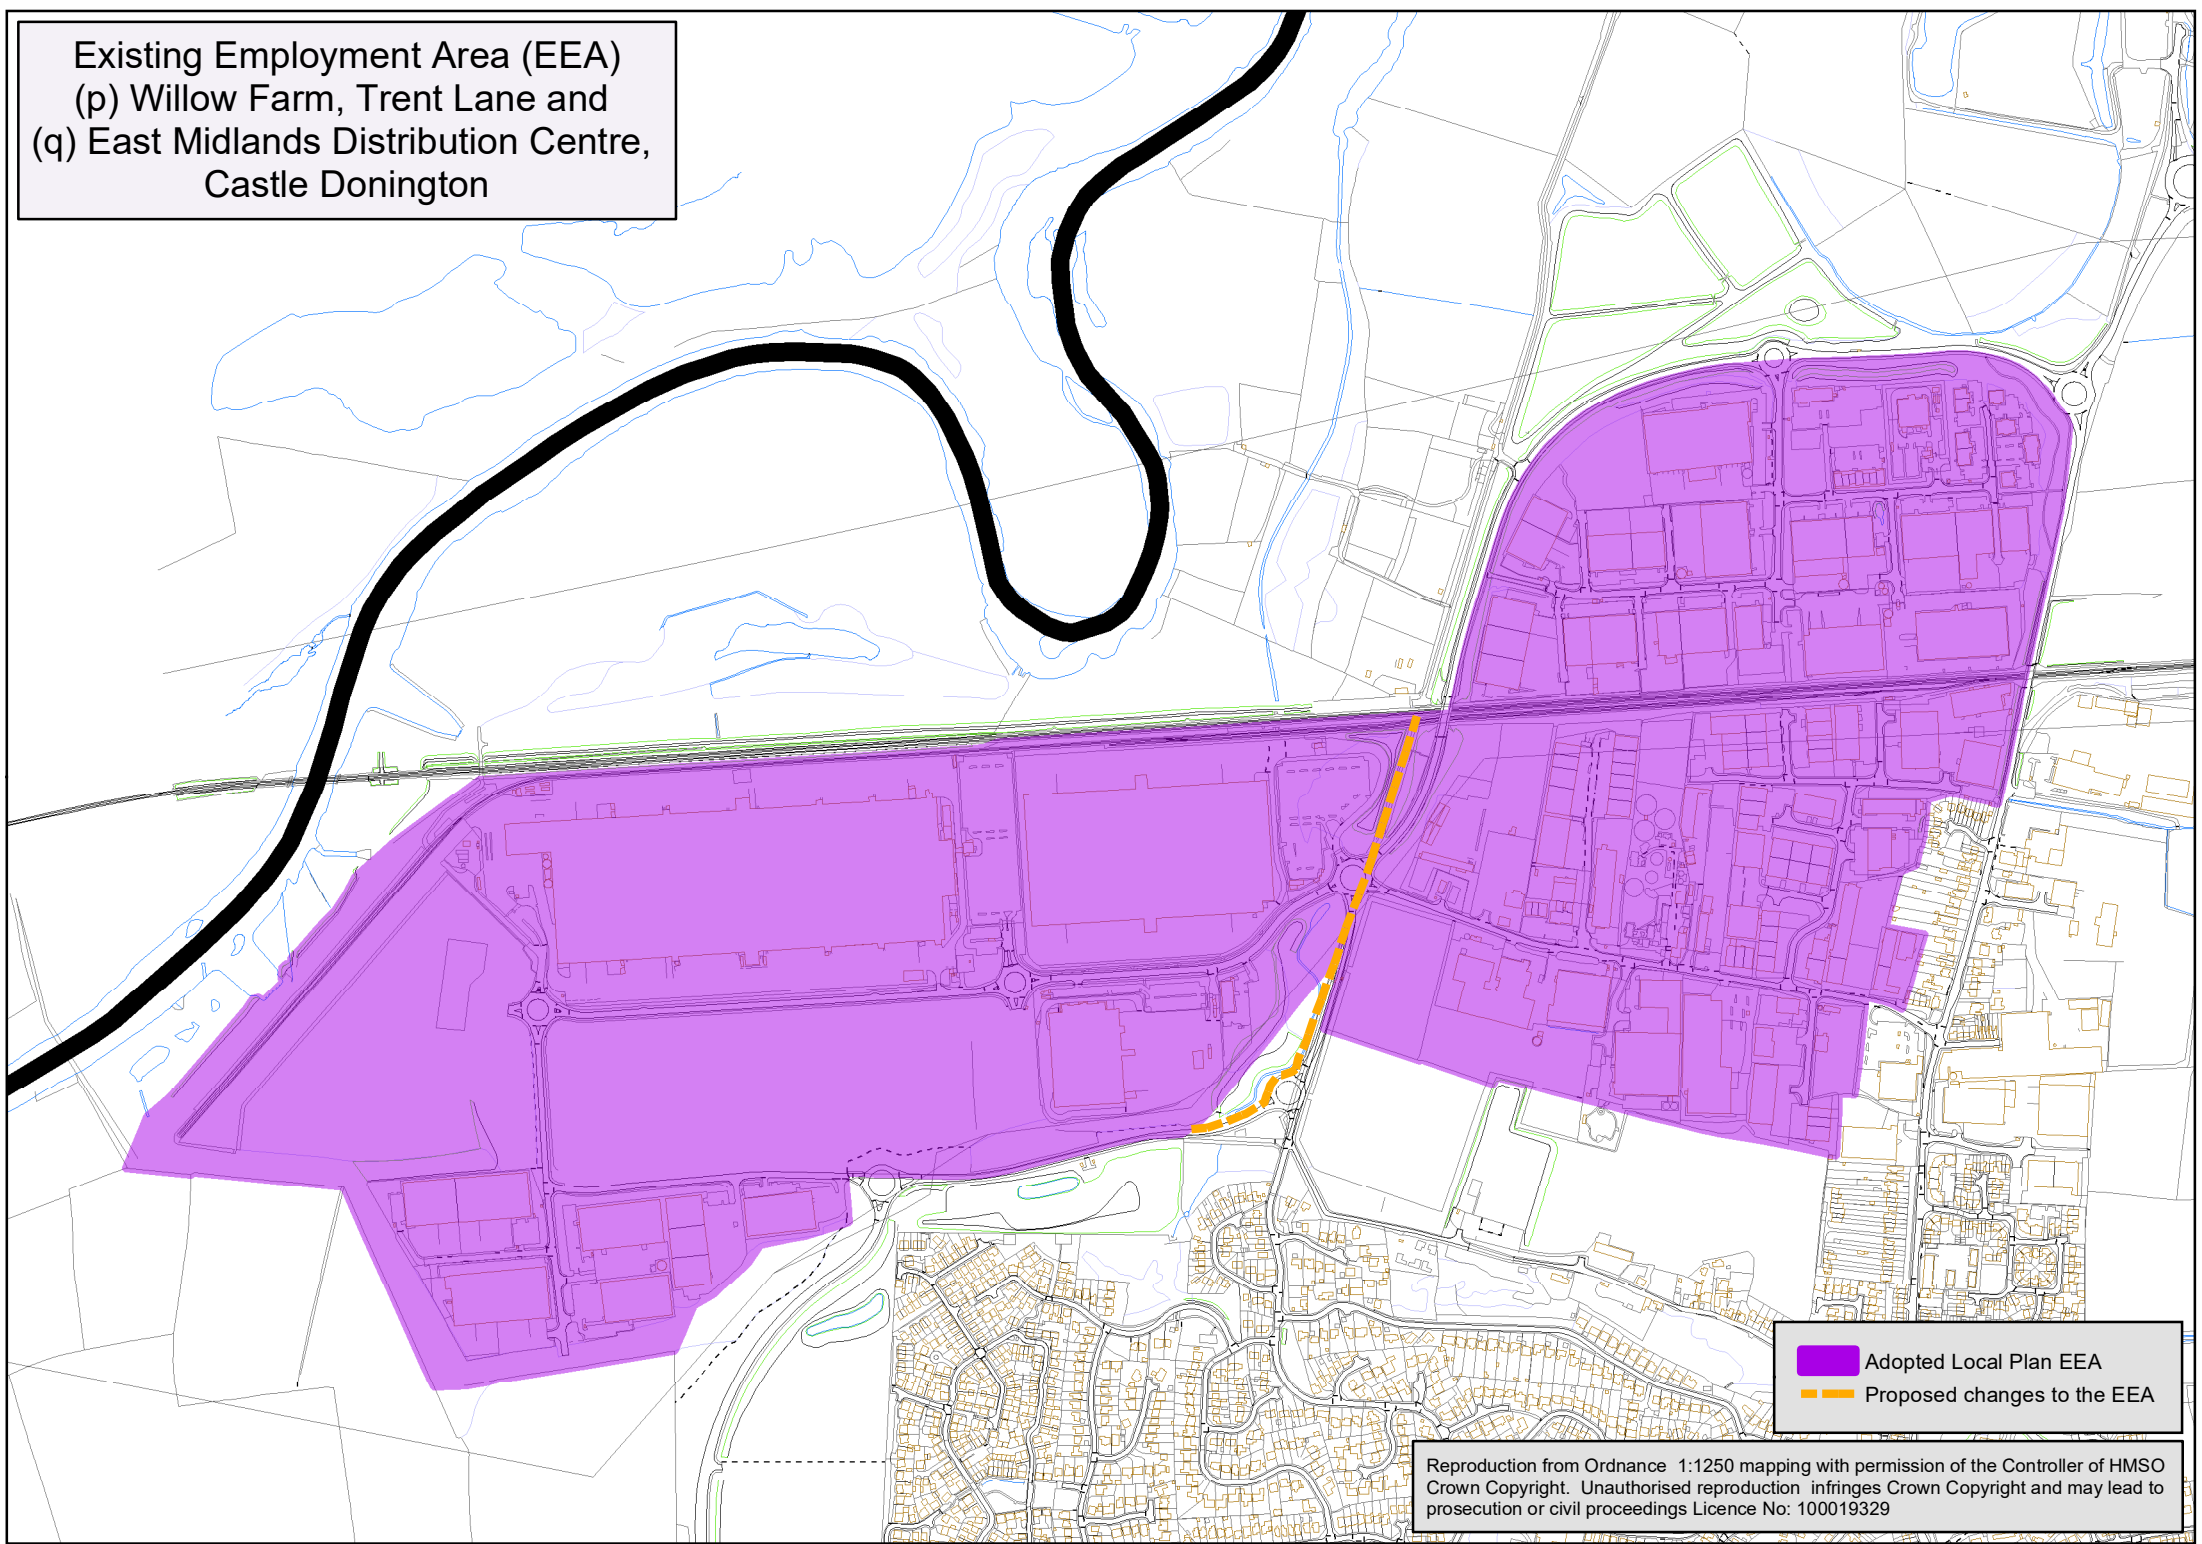 Existing Employment Area (EEA)
(p) Willow Farm, Trent Lane and
(q) East Midlands Distribution Centre,
Castle Donington
Adopted Local Plan EEA
Proposed changes to the EEA
Reproduction from Ordnance 1:1250 mapping with permission of the Controller of HMSO
Crown Copyright. Unauthorised reproduction infringes Crown Copyright and may lead to
prosecution or civil proceedings Licence No: 100019329